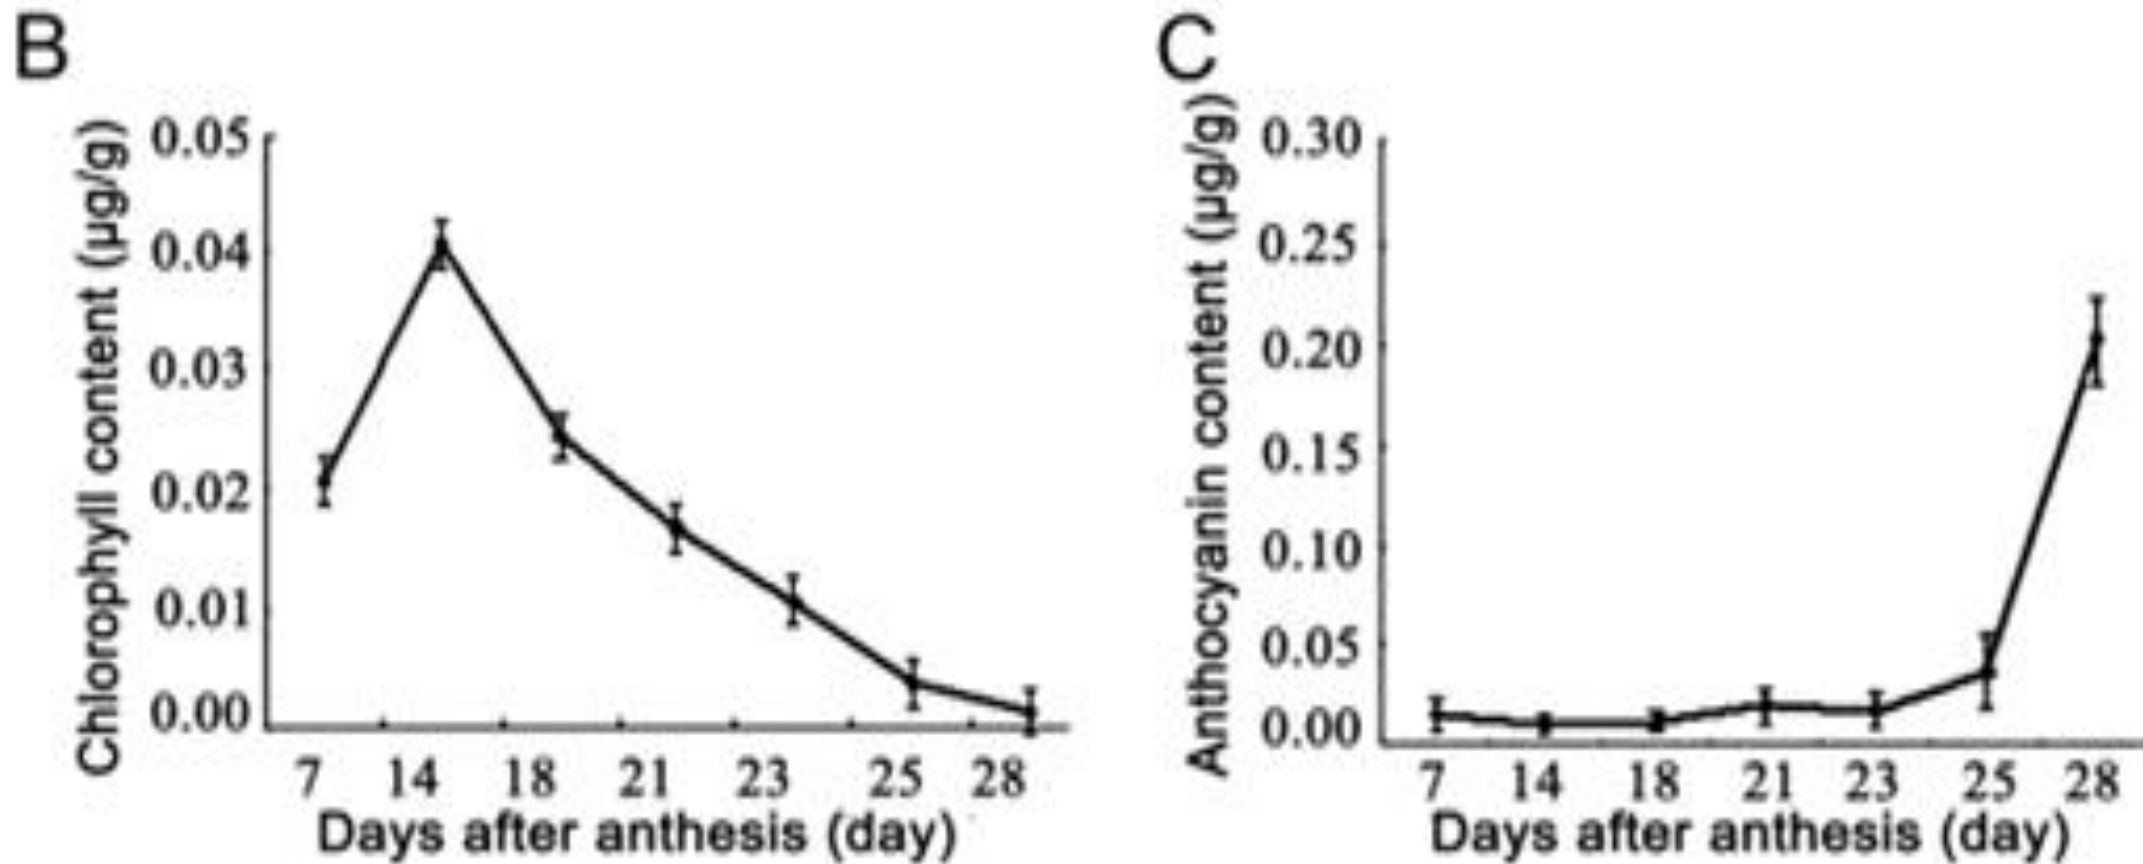 B
Chlorophyll content (µg/g)
0.05
0.04
0.03
0.02
0.01
0.00
7 14 18 21 23 25 28
Days after anthesis (day)
C
Anthocyanin content (µg/g)
0.30
0.25
0.20
0.15
0.10
0.05
0.00
7 14 18 21 23 25 28
Days after anthesis (day)